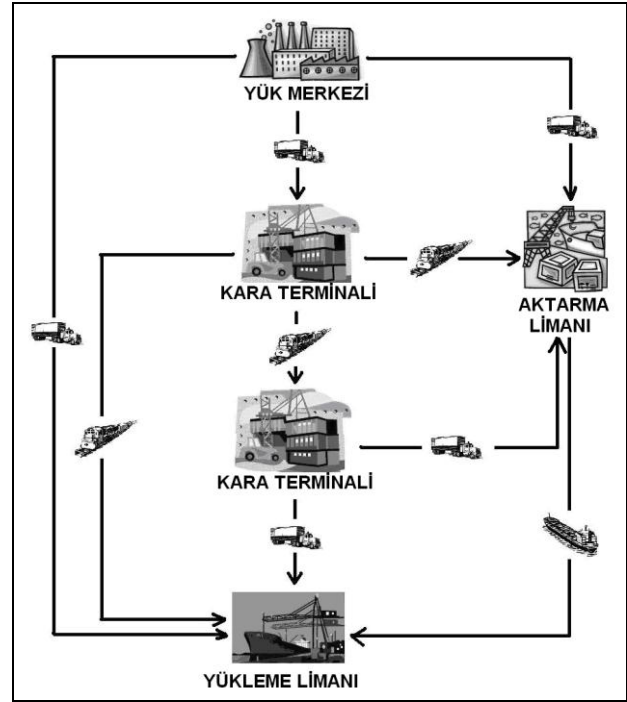 YÜK MERKEZİ
KARA TERMİNALİ
AKTARMA
LİMANI
KARA TERMİNALİ
YÜKLEME LİMANI